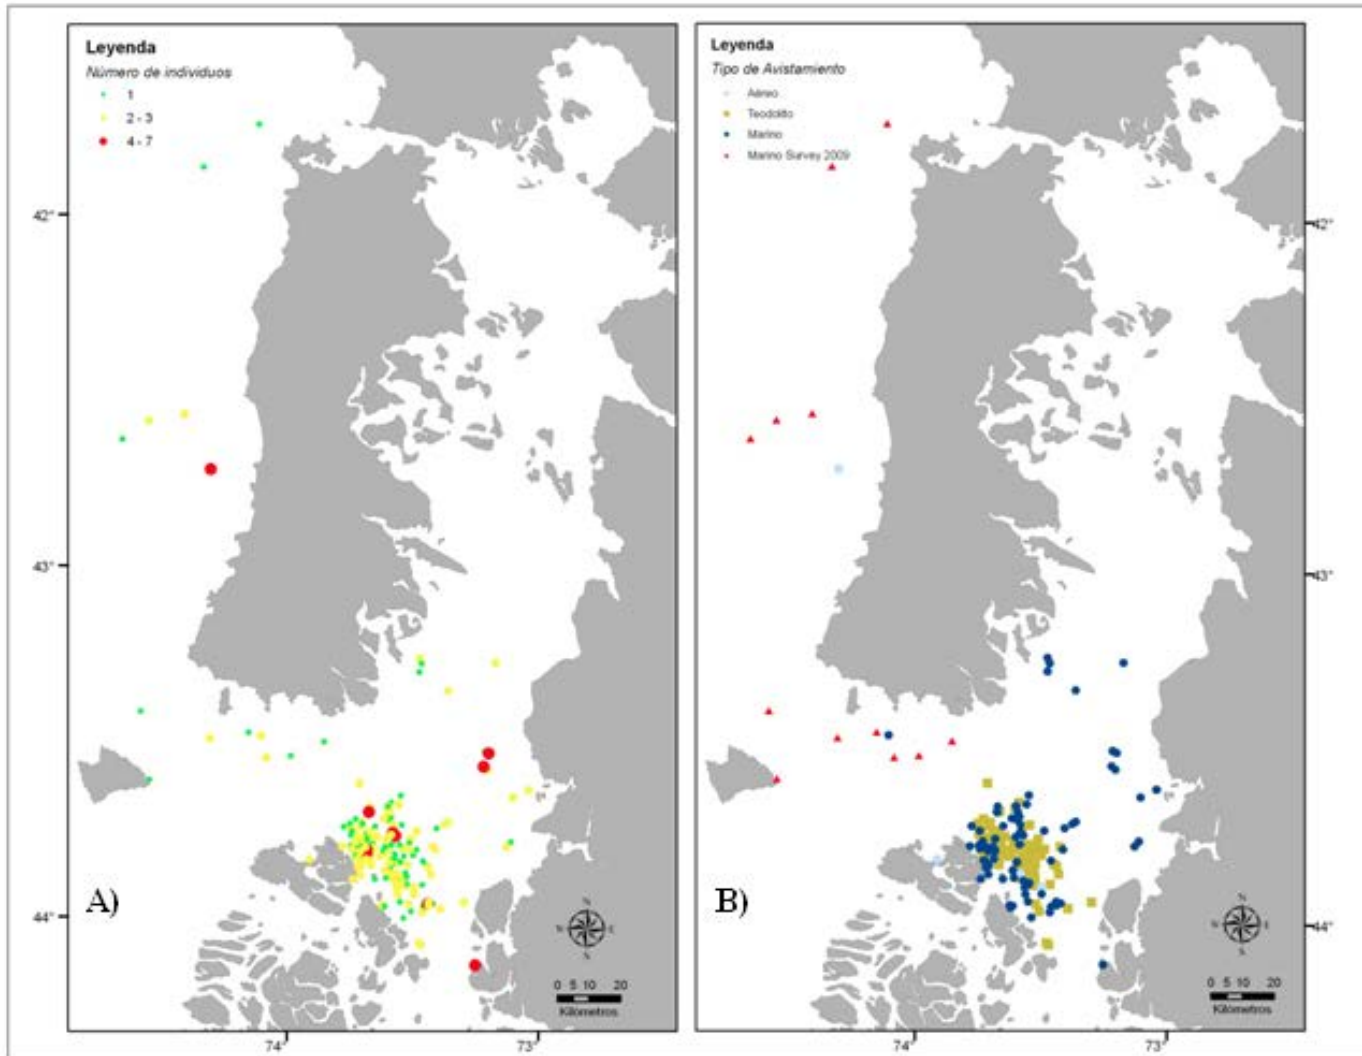 Leyenda
Número de individuos
1
2 - 3
4 - 7
42°
43°
44°
A)
N
E
S
0 5 10 20
Kilómetros
74°
73°
Leyenda
Tipo de Avistamiento
Aéreo
Teodolito
Marino
Marino Survey 2009
42°
43°
44°
B)
N
E
S
0 5 10 20
Kilómetros
74°
73°